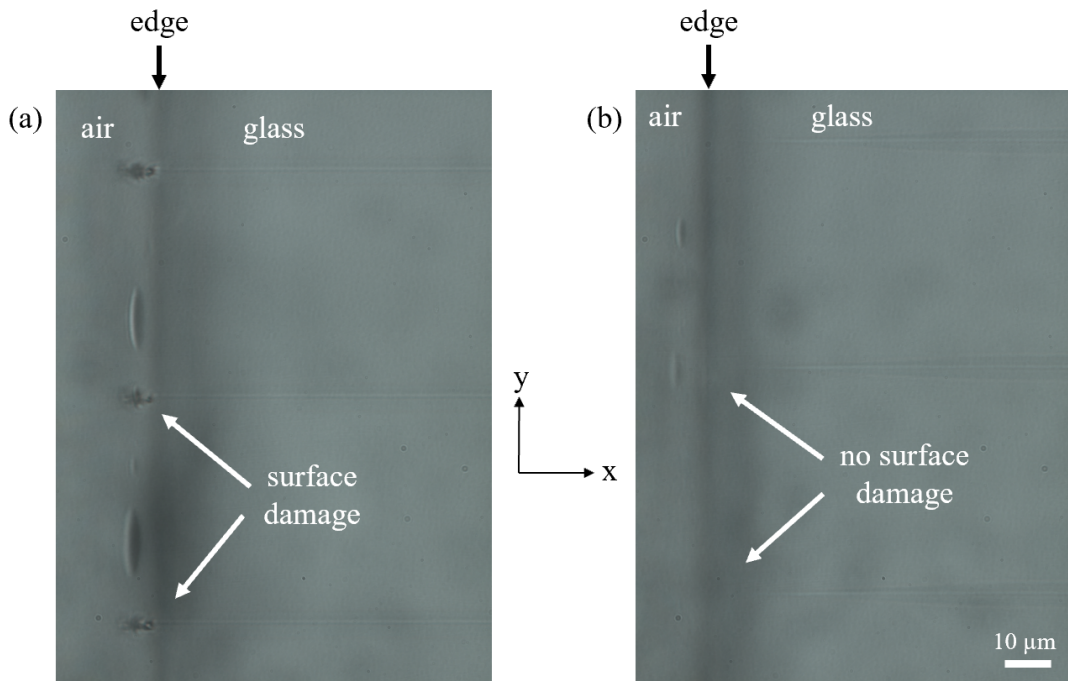 edge
edge
(a)
air
glass
(b)
air
glass
y
x
surface
damage
no surface
damage
10 µm